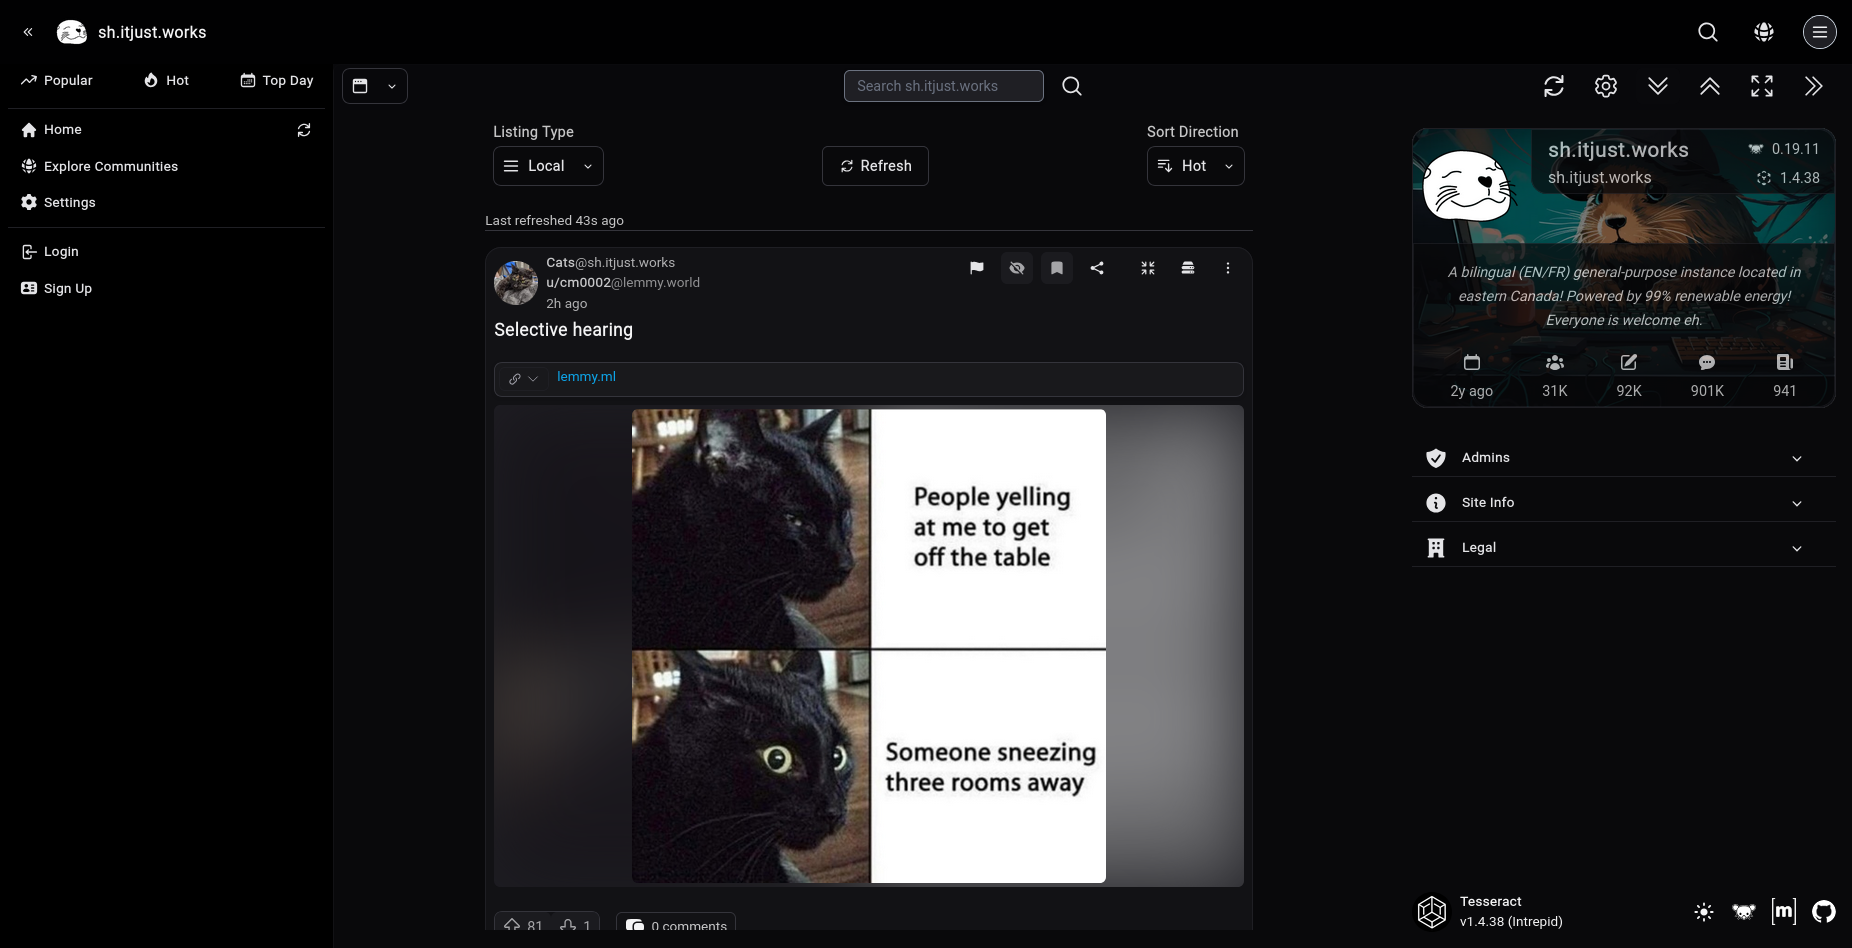 sh.itjust.works
Popular
Hot
Top Day
Home
Explore Communities
Settings
Login
Sign Up
Search sh.itjust.works
Listing Type
Local
Refresh
Sort Direction
Hot
Last refreshed 43s ago
Cats@sh.itjust.works
u/cm0002@lemmy.world
2h ago
Selective hearing
lemmy.ml
People yelling
at me to get
off the table
Someone sneezing
three rooms away
81
1
0 comments
sh.itjust.works
0.19.11
sh.itjust.works
1.4.38
A bilingual (EN/FR) general-purpose instance located in
eastern Canada! Powered by 99% renewable energy!
Everyone is welcome eh.
2y ago
31K
92K
901K
941
Admins
Site Info
Legal
Tesseract
v1.4.38 (Intrepid)
[m]